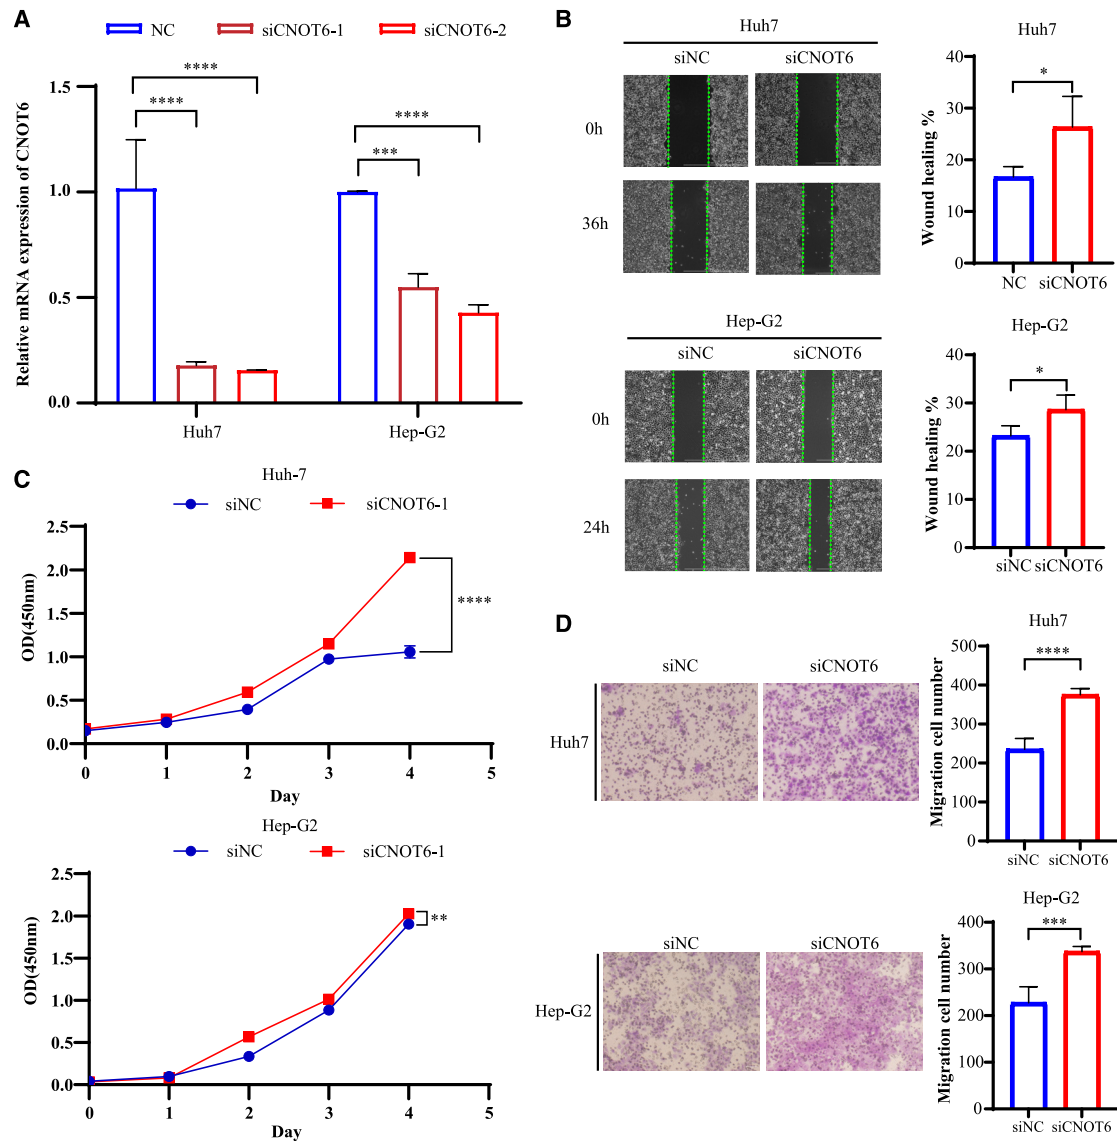 A
NC siCNOT6-1 siCNOT6-2
Relative mRNA expression of CNOT6
1.5
1.0
0.5
0.0
****
****
****
***
Huh7 Hep-G2
B
Huh7
siNC siCNOT6
0h
36h
Huh7
Wound healing %
40
30
20
10
0
*
NC siCNOT6
Hep-G2
siNC siCNOT6
0h
24h
Hep-G2
Wound healing %
40
30
20
10
0
*
siNC siCNOT6
C
Huh-7
siNC siCNOT6-1
OD(450nm)
2.5
2.0
1.5
1.0
0.5
0.0
****
0 1 2 3 4 5
Day
Hep-G2
siNC siCNOT6-1
OD(450nm)
2.5
2.0
1.5
1.0
0.5
0.0
**
0 1 2 3 4 5
Day
D
siNC siCNOT6
Huh7
Huh7
Migration cell number
500
400
300
200
100
0
****
siNC siCNOT6
siNC siCNOT6
Hep-G2
Hep-G2
Migration cell number
400
300
200
100
0
***
siNC siCNOT6